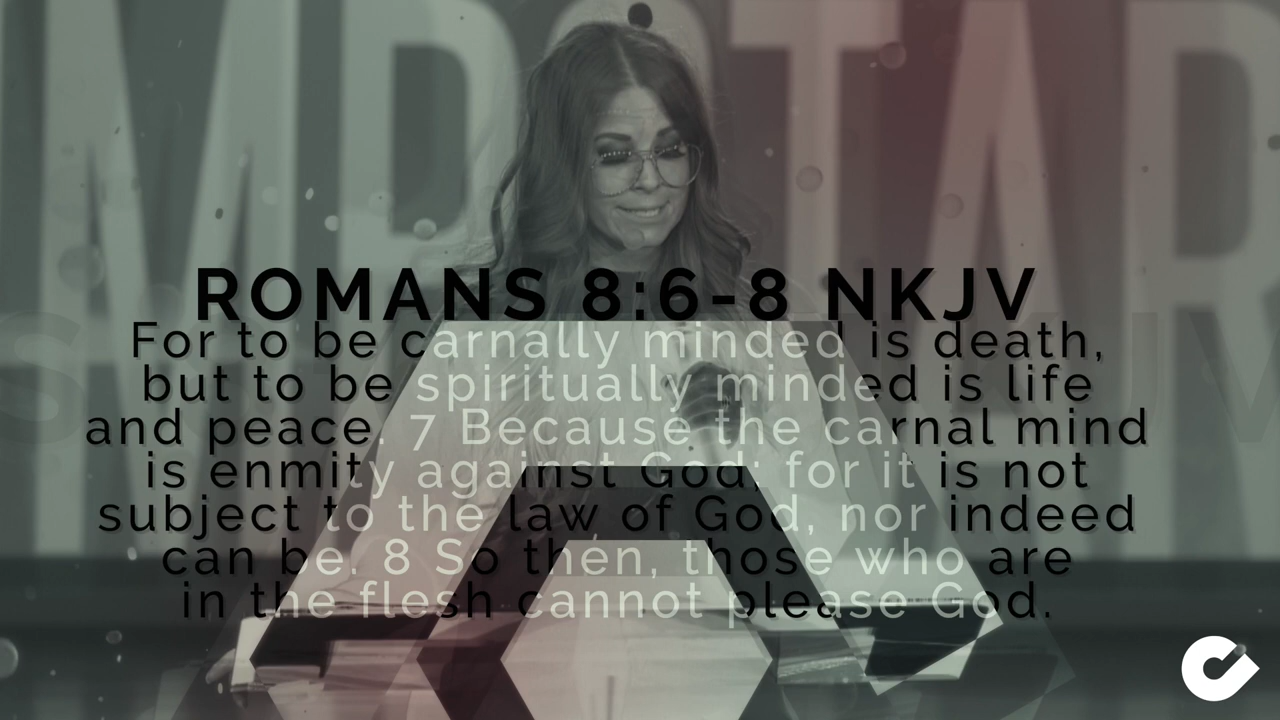 ROMANS 8:6-8 NKJV
For to be carnally minded is death,
but to be spiritually minded is life
and peace. 7 Because the carnal mind
is enmity against God; for it is not
subject to the law of God, nor indeed
can be. 8 So then, those who are
in the flesh cannot please God.